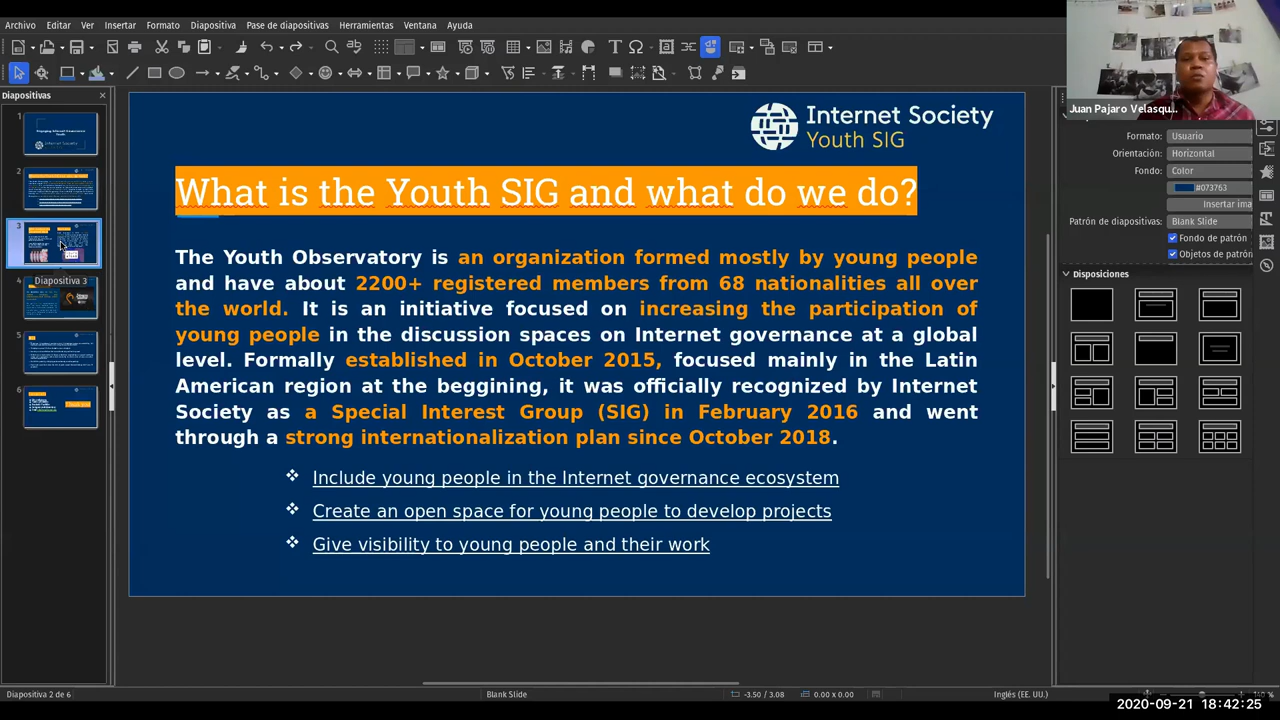 Archivo Editar Ver Insertar Formato Diapositiva Pase de diapositivas Herramientas Ventana Ayuda
Juan Pajaro Velasqu...
Diapositivas
1
2
3
4
5
6
Diapositiva 3
Internet Society
Youth SIG
What is the Youth SIG and what do we do?
The Youth Observatory is an organization formed mostly by young people
and have about 2200+ registered members from 68 nationalities all over
the world. It is an initiative focused on increasing the participation of
young people in the discussion spaces on Internet governance at a global
level. Formally established in October 2015, focused mainly in the Latin
American region at the beggining, it was officially recognized by Internet
Society as a Special Interest Group (SIG) in February 2016 and went
through a strong internationalization plan since October 2018.
❖ Include young people in the Internet governance ecosystem
❖ Create an open space for young people to develop projects
❖ Give visibility to young people and their work
Formato: Usuario
Orientación: Horizontal
Fondo: Color
#073763
Insertar ima
Patrón de diapositivas: Blank Slide
Fondo de patrón
Objetos de patrón
Disposiciones
Diapositiva 2 de 6
Blank Slide
-3.50 / 3.08
0.00 x 0.00
Inglés (EE. UU.)
2020-09-21 18:42:25